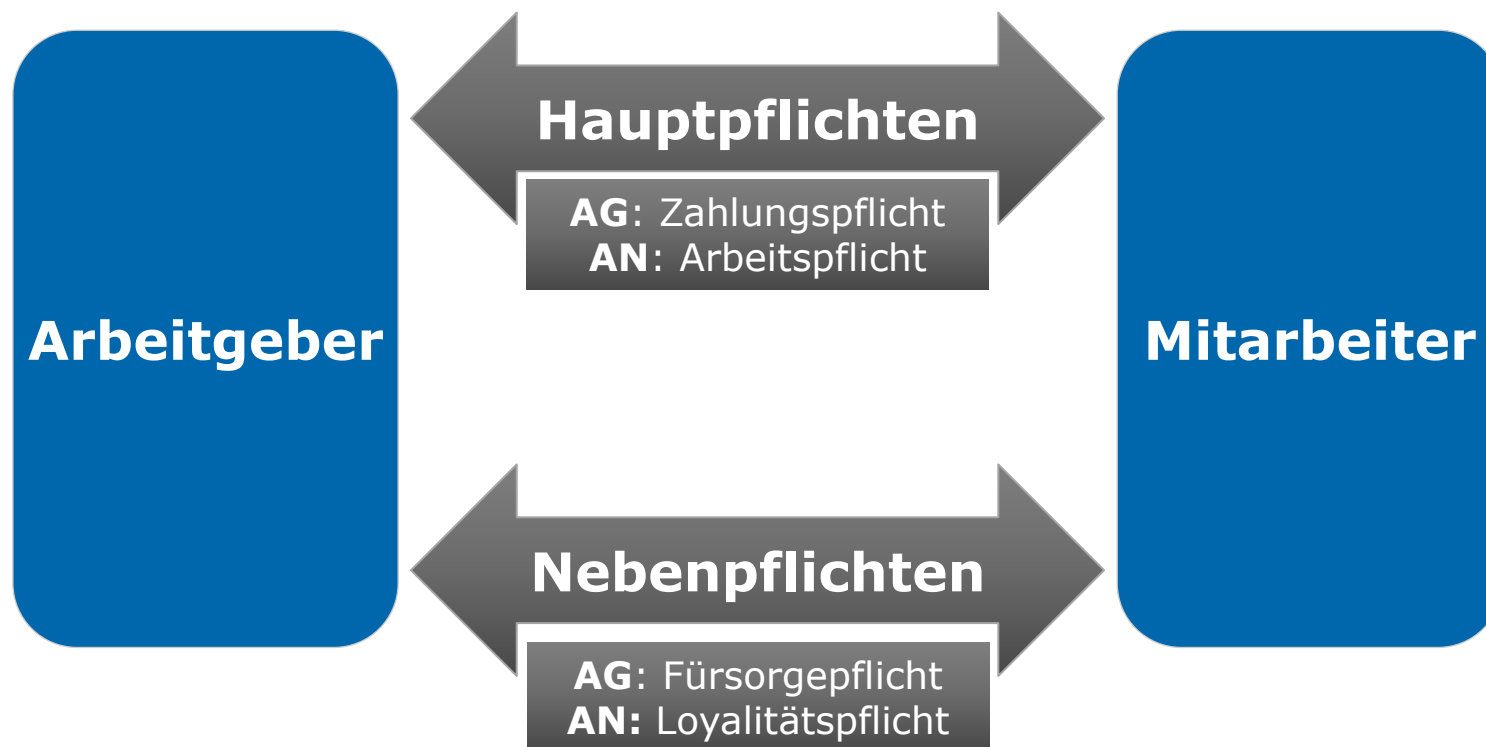 Hauptpflichten
AG: Zahlungspflicht
AN: Arbeitspflicht
Arbeitgeber
Mitarbeiter
Nebenpflichten
AG: Fürsorgepflicht
AN: Loyalitätspflicht